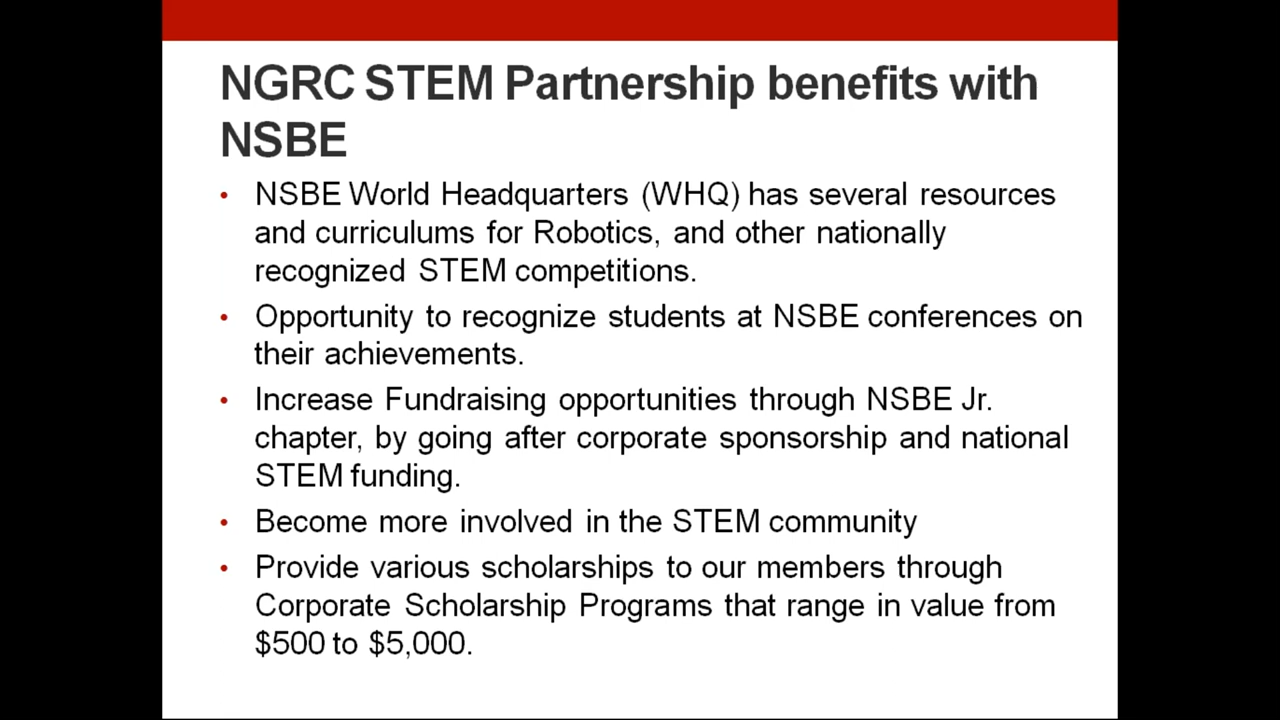 NGRC STEM Partnership benefits with
NSBE
• NSBE World Headquarters (WHQ) has several resources
and curriculums for Robotics, and other nationally
recognized STEM competitions.
• Opportunity to recognize students at NSBE conferences on
their achievements.
• Increase Fundraising opportunities through NSBE Jr.
chapter, by going after corporate sponsorship and national
STEM funding.
• Become more involved in the STEM community
• Provide various scholarships to our members through
Corporate Scholarship Programs that range in value from
$500 to $5,000.